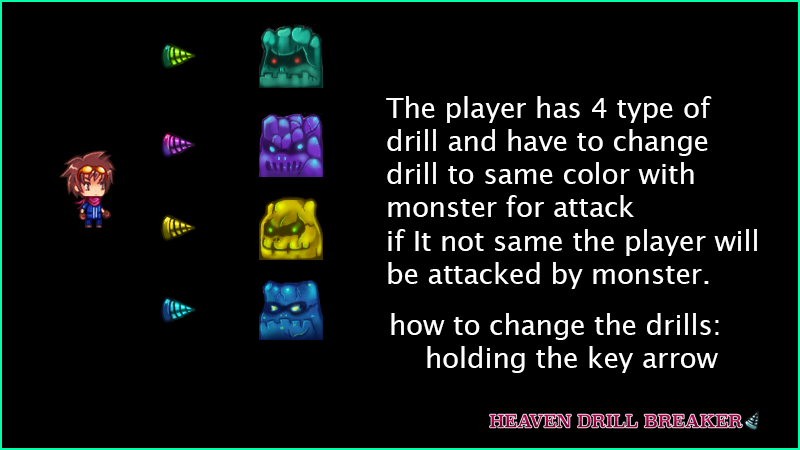 The player has 4 type of
drill and have to change
drill to same color with
monster for attack
if It not same the player will
be attacked by monster.
how to change the drills:
holding the key arrow
HEAVEN DRILL BREAKER